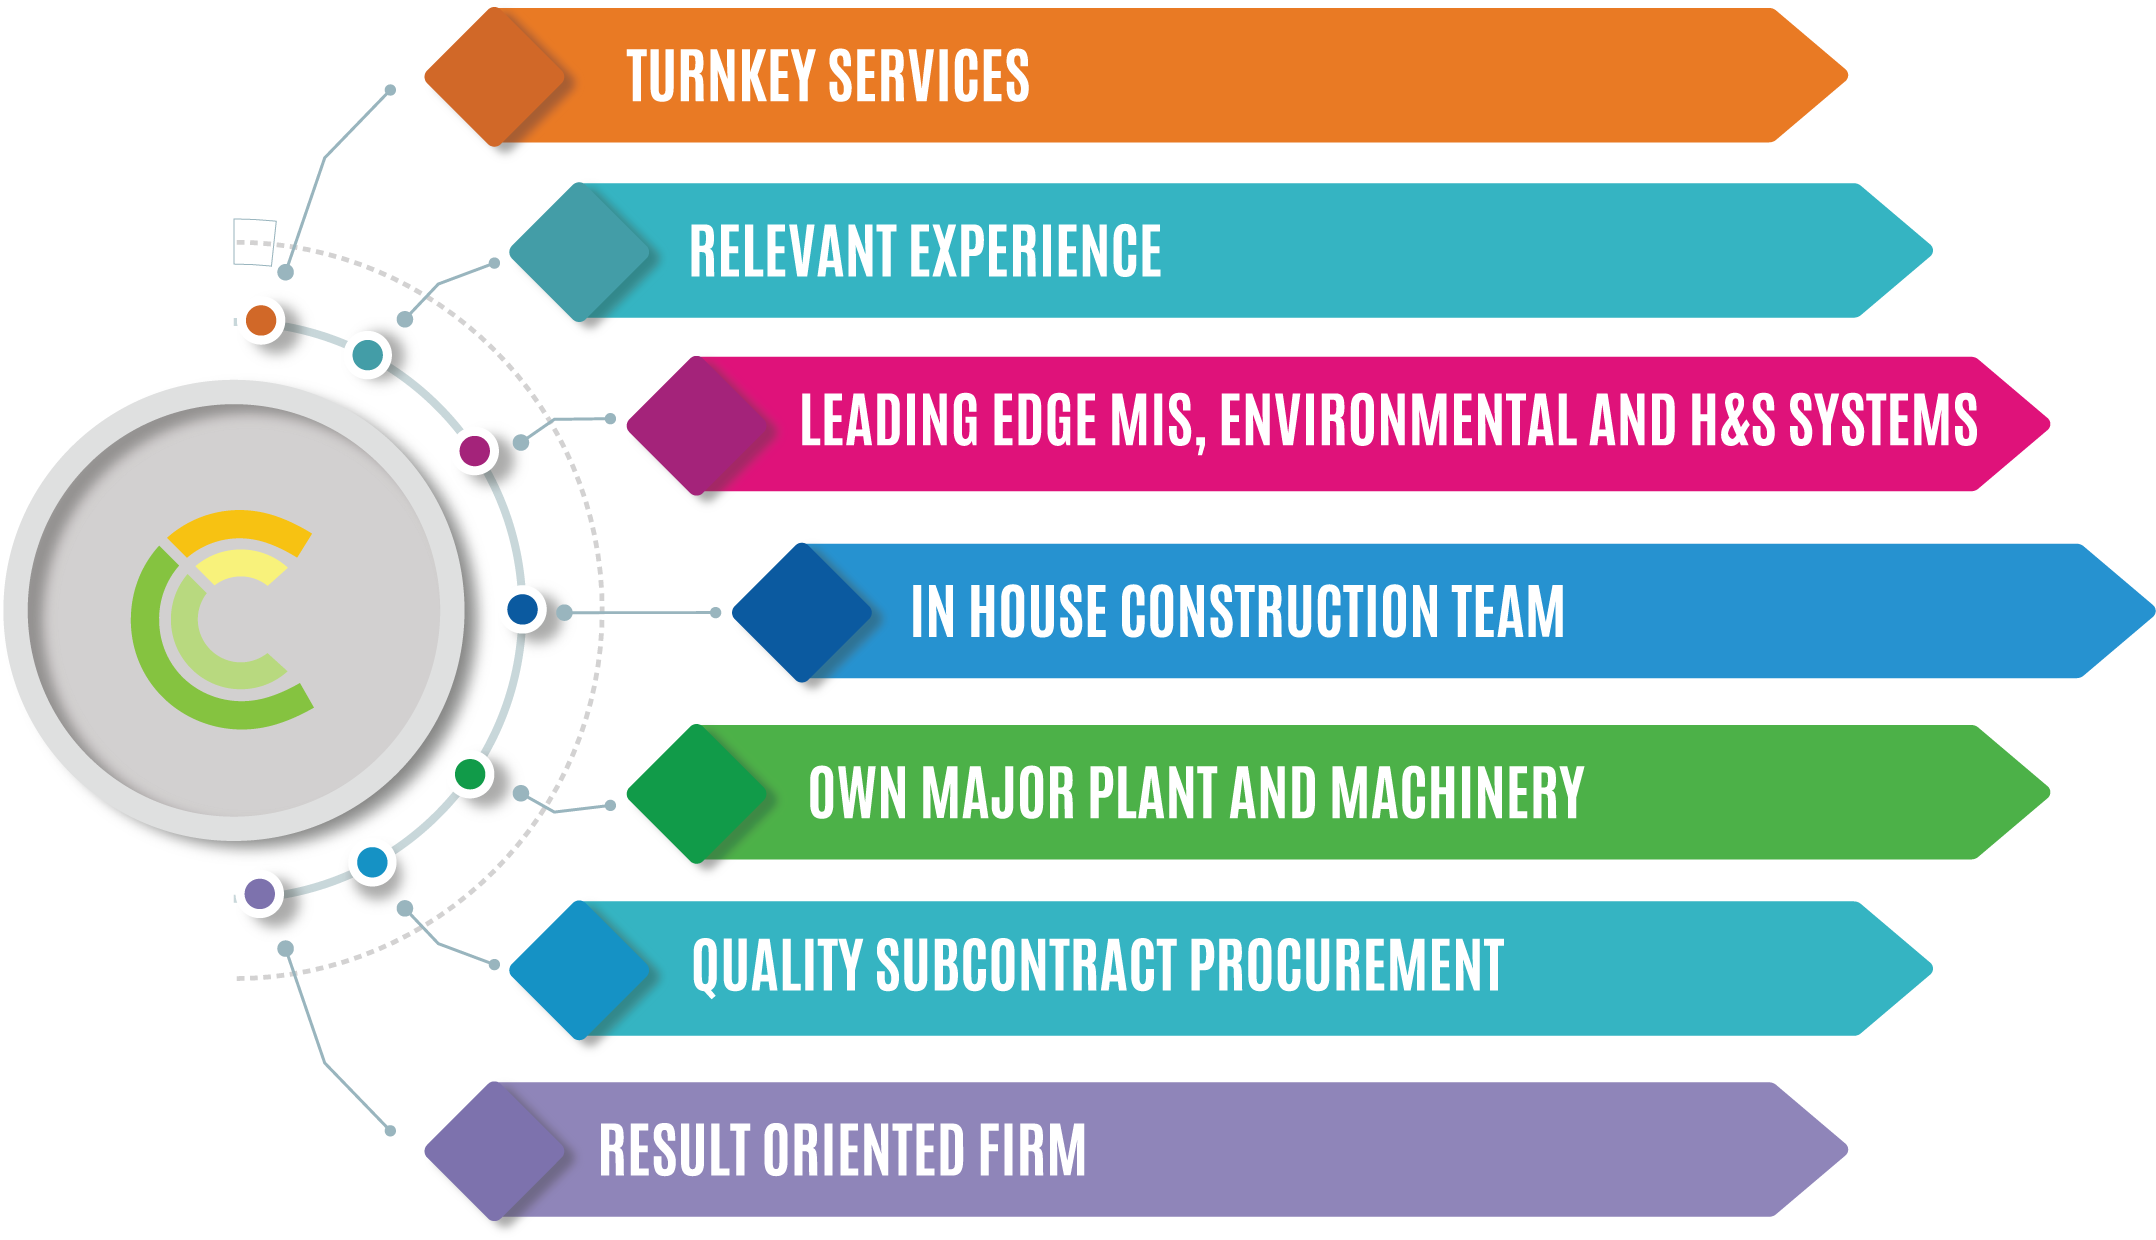 TURNKEY SERVICES
RELEVANT EXPERIENCE
LEADING EDGE MIS, ENVIRONMENTAL AND H&S SYSTEMS
IN HOUSE CONSTRUCTION TEAM
OWN MAJOR PLANT AND MACHINERY
QUALITY SUBCONTRACT PROCUREMENT
RESULT ORIENTED FIRM